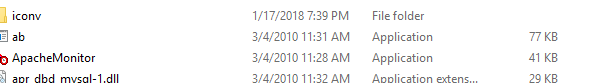 iconv 1/17/2018 7:39 PM File folder
ab 3/4/2010 11:31 AM Application 77 KB
ApacheMonitor 3/4/2010 11:28 AM Application 41 KB
apr_dbd_mysql-1.dll 3/4/2010 11:32 AM Application extens... 29 KB